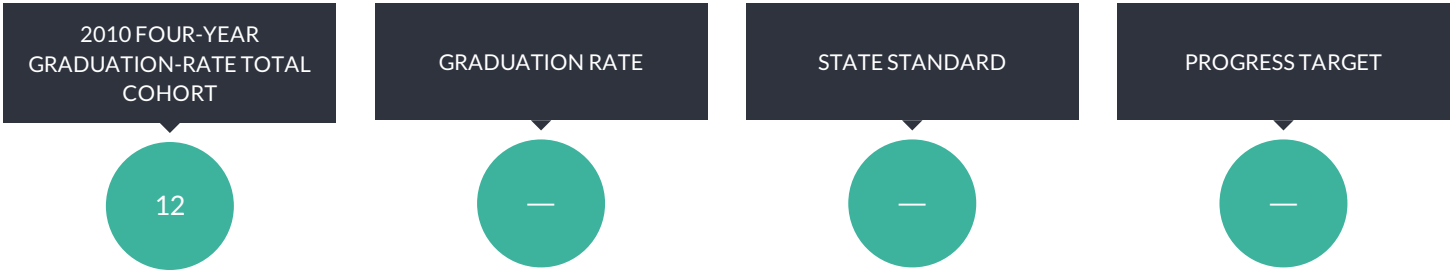 2010 FOUR-YEAR
GRADUATION-RATE TOTAL
COHORT
12
GRADUATION RATE
—
STATE STANDARD
—
PROGRESS TARGET
—